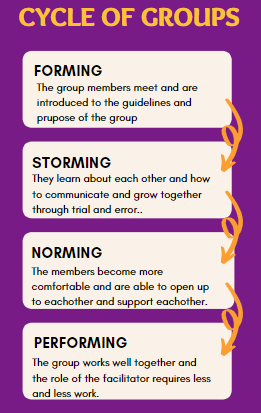 CYCLE OF GROUPS
FORMING
The group members meet and are
introduced to the guidelines and
prupose of the group
STORMING
They learn about each other and how
to communicate and grow together
through trial and error..
NORMING
The members become more
comfortable and are able to open up
to eachother and support eachother.
PERFORMING
The group works well together and
the role of the facilitator requires less
and less work.